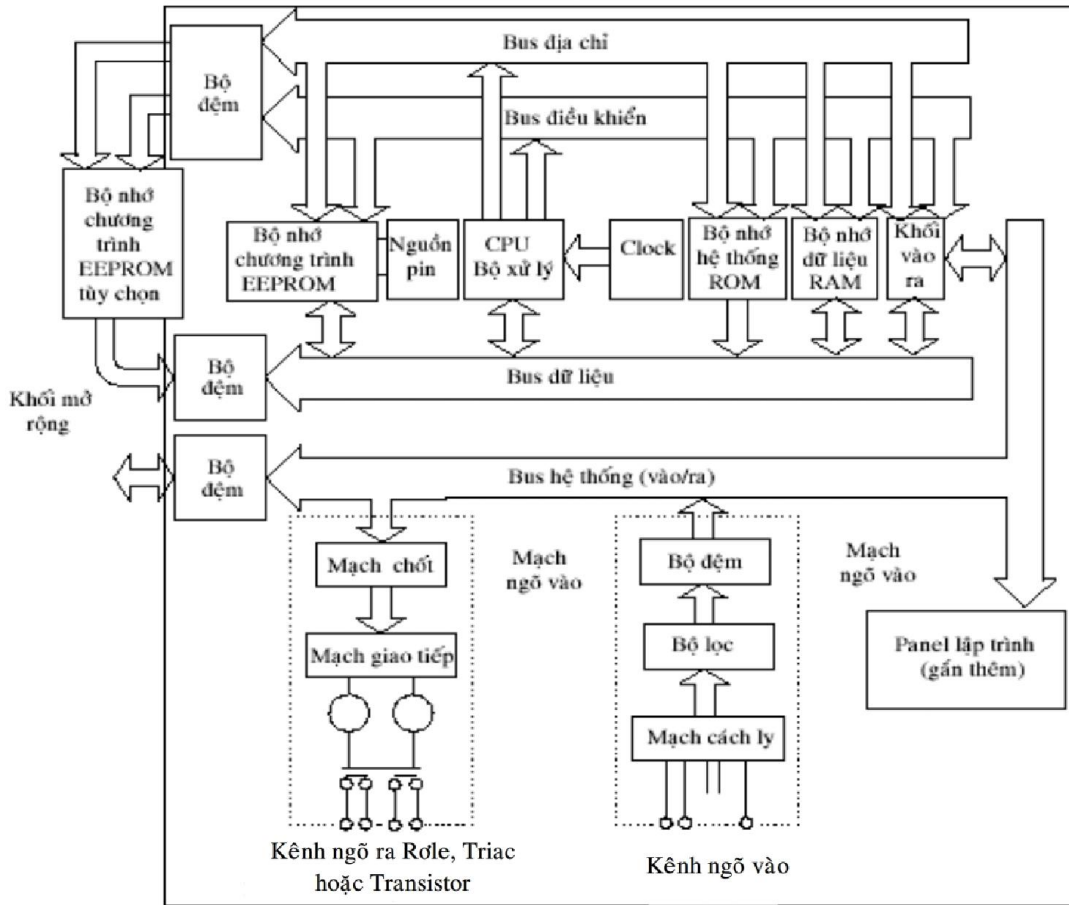 Bus địa chỉ
Bộ
đệm
Bus điều khiển
Bộ nhớ
chương
trình
EEPROM
tùy chọn
Bộ nhớ
chương trình
EEPROM
Nguồn
pin
CPU
Bộ xử lý
Clock
Bộ nhớ
hệ thống
ROM
Bộ nhớ
dữ liệu
RAM
Khối
vào
ra
Bộ
đệm
Bus dữ liệu
Khối mở
rộng
Bộ
đệm
Bus hệ thống (vào/ra)
Mạch chốt
Mạch
ngõ vào
Bộ đệm
Mạch
ngõ vào
Mạch giao tiếp
Bộ lọc
Panel lập trình
(gắn thêm)
Mạch cách ly
Kênh ngõ ra Rơle, Triac
hoặc Transistor
Kênh ngõ vào